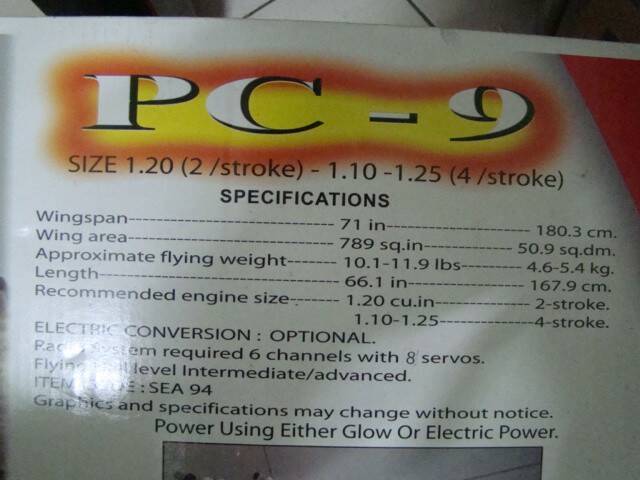 PC-9
SIZE 1.20 (2 /stroke) - 1.10 -1.25 (4 /stroke)
SPECIFICATIONS
Wingspan------------------------------ 71 in--------------------- 180.3 cm.
Wing area----------------------------- 789 sq.in------------- 50.9 sq.dm.
Approximate flying weight-------- 10.1-11.9 lbs--------- 4.6-5.4 kg.
Length--------------------------------- 66.1 in----------------- 167.9 cm.
Recommended engine size------- 1.20 cu.in-------------- 2-stroke.
1.10-1.25--------------4-stroke.
ELECTRIC CONVERSION : OPTIONAL.
required 6 channels with 8 servos.
level Intermediate/advanced.
ITEM : SEA 94
Graphics and specifications may change without notice.
Power Using Either Glow Or Electric Power.